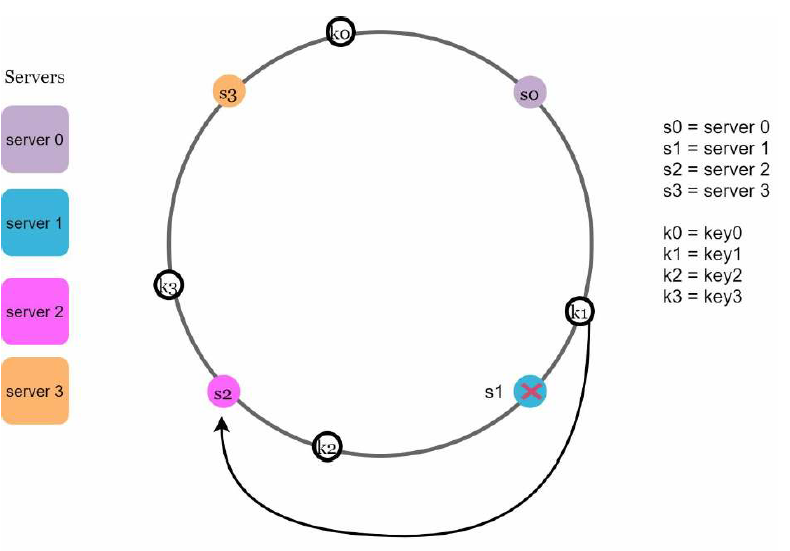 Servers
server 0
server 1
server 2
server 3
k0
s3
s0
k3
k1
s2
s1
k2
s0 = server 0
s1 = server 1
s2 = server 2
s3 = server 3
k0 = key0
k1 = key1
k2 = key2
k3 = key3